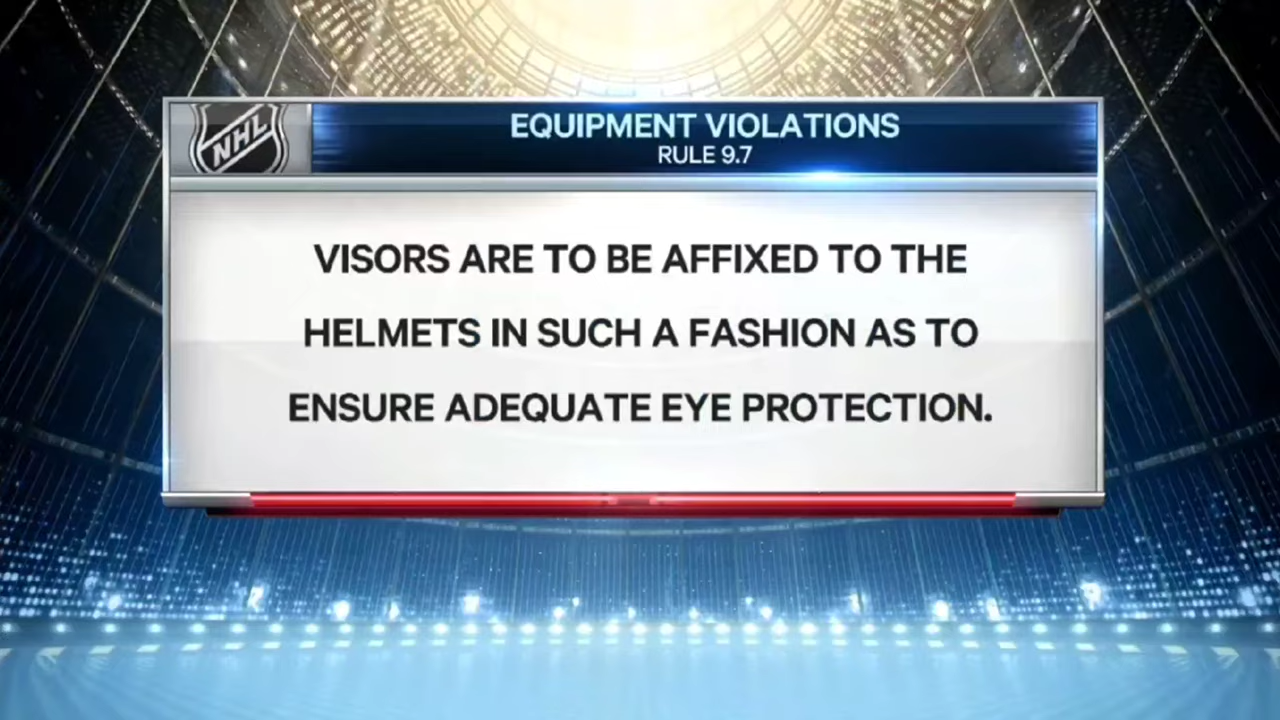 NHL
EQUIPMENT VIOLATIONS
RULE 9.7
VISORS ARE TO BE AFFIXED TO THE
HELMETS IN SUCH A FASHION AS TO
ENSURE ADEQUATE EYE PROTECTION.